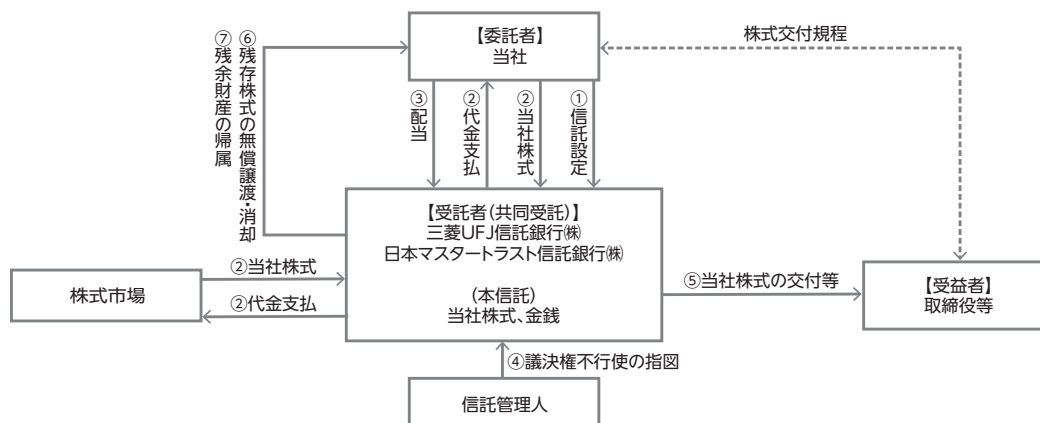 【委託者】
当社
株式交付規程
⑥残存株式の無償譲渡・消却
⑦残余財産の帰属
③配当
②代金支払
②当社株式
①信託設定
【受託者(共同受託)】
三菱UFJ信託銀行㈱
日本マスタートラスト信託銀行㈱
(本信託)
当社株式、金銭
株式市場
②当社株式
②代金支払
⑤当社株式の交付等
【受益者】
取締役等
④議決権不行使の指図
信託管理人